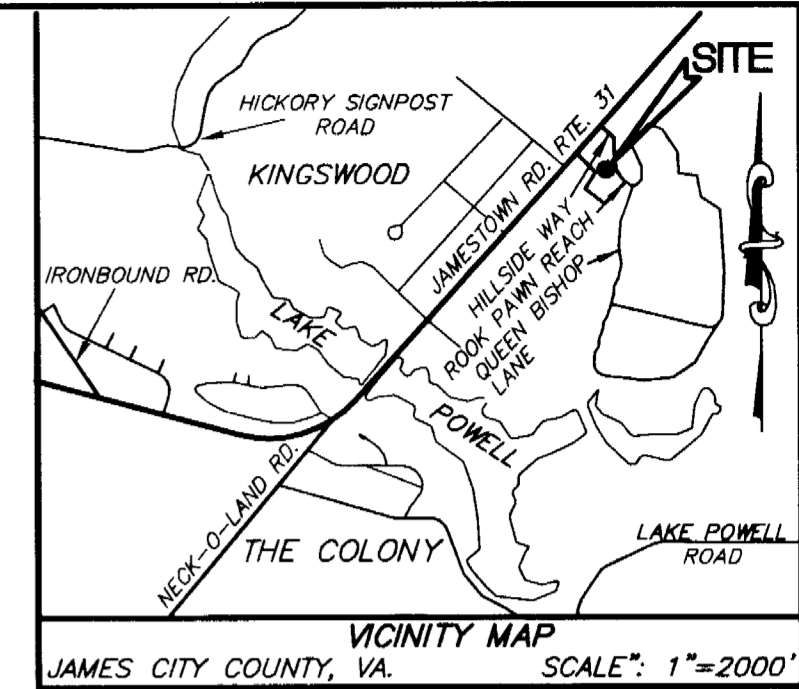 SITE
HICKORY SIGNPOST
ROAD
KINGSWOOD
JAMESTOWN RD. RTE. 31
HILLSIDE WAY
ROOK PAWN REACH
QUEEN BISHOP
LANE
IRONBOUND RD.
LAKE
POWELL
NECK-O-LAND RD.
THE COLONY
LAKE POWELL
ROAD
VICINITY MAP
JAMES CITY COUNTY, VA. SCALE": 1"=2000'